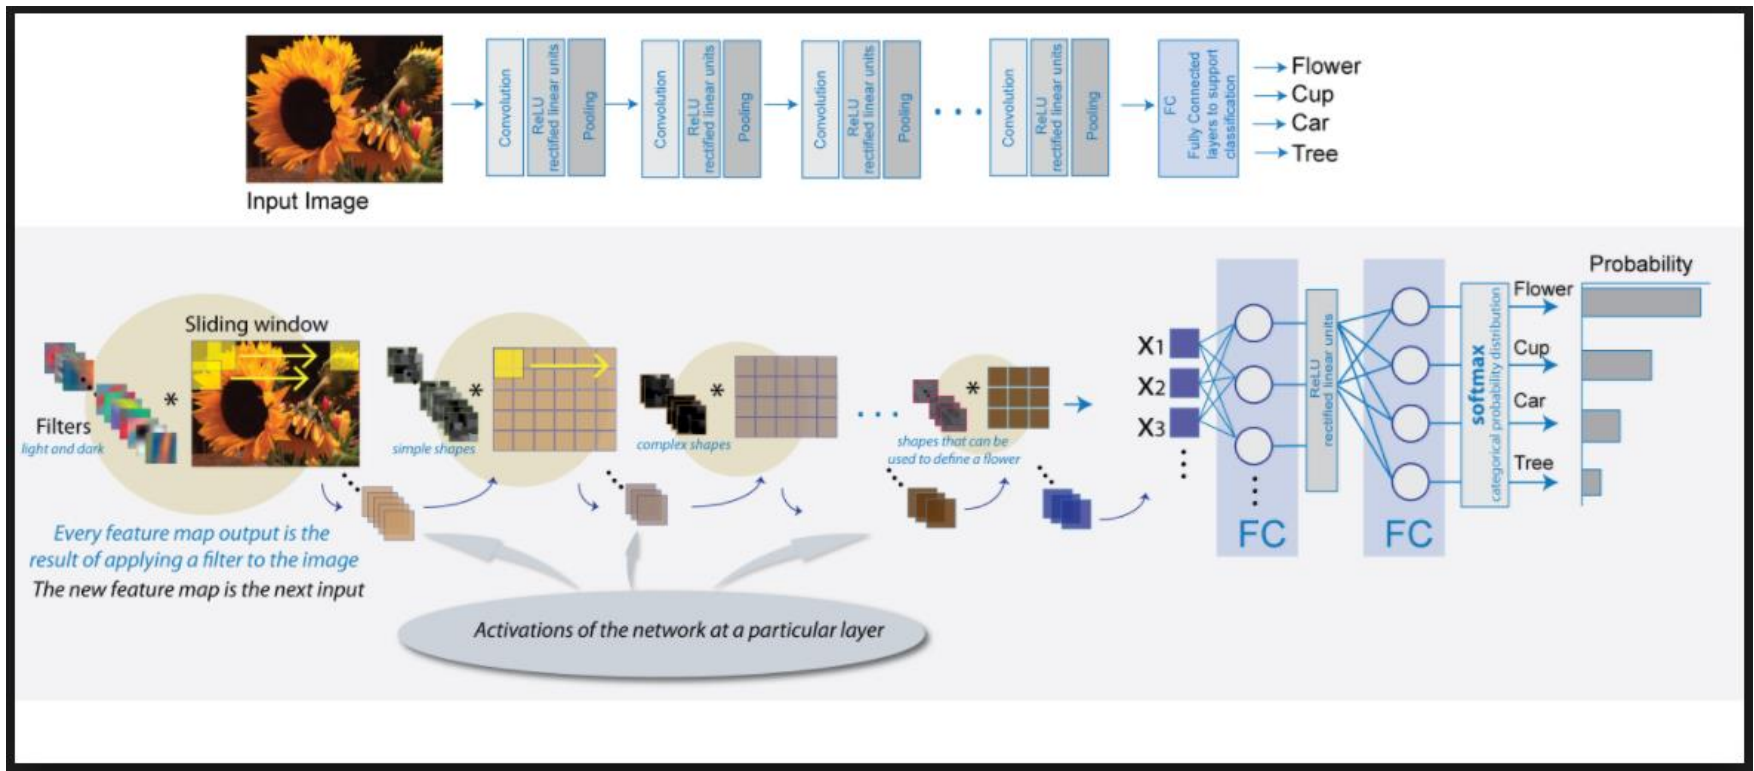 Input Image
Convolution
ReLU
rectified linear units
Pooling
Convolution
ReLU
rectified linear units
Pooling
Convolution
ReLU
rectified linear units
Pooling
Convolution
ReLU
rectified linear units
Pooling
FC
Fully Connected
layers to support
classification
Flower
Cup
Car
Tree
Sliding window
*
Filters
light and dark
*
simple shapes
*
complex shapes
*
shapes that can be
used to define a flower
X1
X2
X3
FC
ReLU
rectified linear units
FC
softmax
categorical probability distribution
Flower
Cup
Car
Tree
Probability
Every feature map output is the
result of applying a filter to the image
The new feature map is the next input
Activations of the network at a particular layer